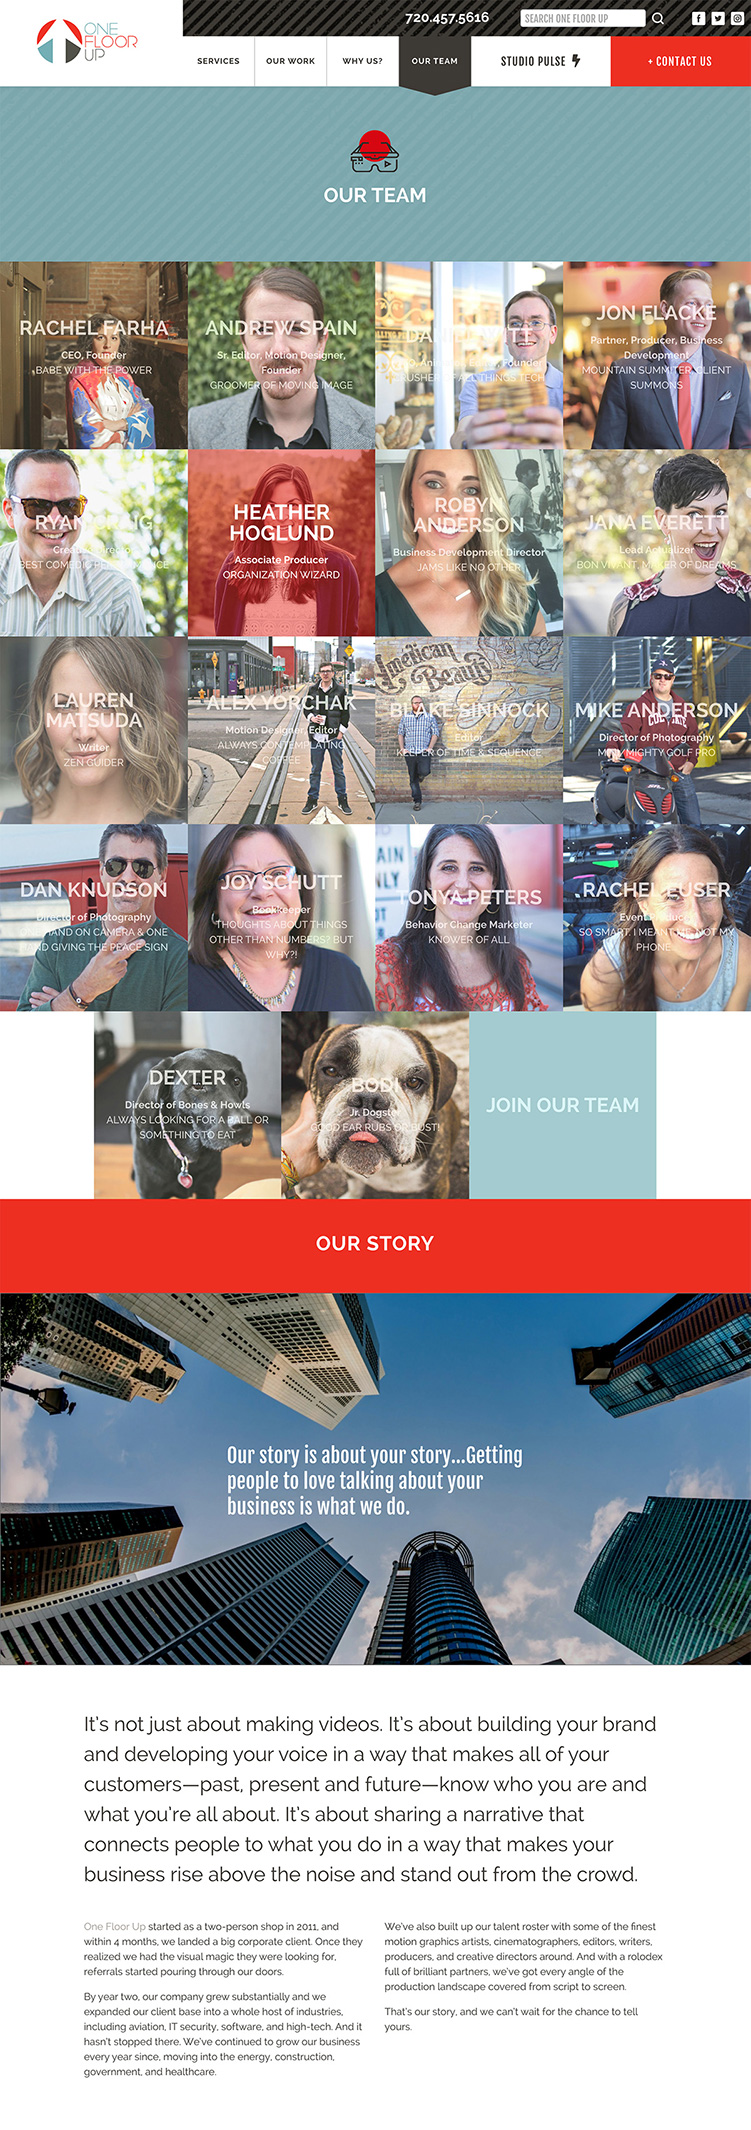 ONE
FLOOR
UP
720.457.5616
SEARCH ONE FLOOR UP
SERVICES
OUR WORK
WHY US?
OUR TEAM
STUDIO PULSE
+ CONTACT US
OUR TEAM
RACHEL FARHA
CEO, Founder
BABE WITH THE POWER
ANDREW SPAIN
Sr. Editor, Motion Designer,
Founder
GROOMER OF MOVING IMAGE
Founder
CRUSHER OF ALL THINGS TECH
JON FLACKE
Partner, Producer, Business
Development
MOUNTAIN SUMMITER, CLIENT
SUMMONS
RYAN CRAIG
Creative Director
BEST COMEDIC PERFORMANCE
HEATHER
HOGLUND
Associate Producer
ORGANIZATION WIZARD
ROBYN
ANDERSON
Business Development Director
JAMS LIKE NO OTHER
JANA EVERETT
Lead Actualizer
BON VIVANT, MAKER OF DREAMS
LAUREN
MATSUDA
Writer
ZEN GUIDER
ALEX YORCHAK
Motion Designer, Editor
ALWAYS CONTEMPLATING
COFFEE
American
Beauty
BLAKE SINNOCK
Editor
KEEPER OF TIME & SEQUENCE
MIKE ANDERSON
Director of Photography
MIGHTY GOLF PRO
DAN KNUDSON
Director of Photography
ONE HAND ON CAMERA & ONE
HAND GIVING THE PEACE SIGN
JOY SCHUTT
Bookkeeper
THOUGHTS ABOUT THINGS
OTHER THAN NUMBERS? BUT
WHY?!
TONYA PETERS
Behavior Change Marketer
KNOWER OF ALL
RACHEL
Event Producer
SO SMART. I MEANT ME, NOT MY
PHONE
DEXTER
Director of Bones & Howls
ALWAYS LOOKING FOR A BALL OR
SOMETHING TO EAT
BODI
Jr. Dogster
GOOD EAR RUBS OR BUST!
JOIN OUR TEAM
OUR STORY
Our story is about your story...Getting
people to love talking about your
business is what we do.
It's not just about making videos. It's about building your brand
and developing your voice in a way that makes all of your
customers—past, present and future—know who you are and
what you're all about. It's about sharing a narrative that
connects people to what you do in a way that makes your
business rise above the noise and stand out from the crowd.
One Floor Up started as a two-person shop in 2011, and
within 4 months, we landed a big corporate client. Once they
realized we had the visual magic they were looking for,
referrals started pouring through our doors.
By year two, our company grew substantially and we
expanded our client base into a whole host of industries,
including aviation, IT security, software, and high-tech. And it
hasn't stopped there. We've continued to grow our business
every year since, moving into the energy, construction,
government, and healthcare.
We've also built up our talent roster with some of the finest
motion graphics artists, cinematographers, editors, writers,
producers, and creative directors around. And with a rolodex
full of brilliant partners, we've got every angle of the
production landscape covered from script to screen.
That's our story, and we can't wait for the chance to tell
yours.